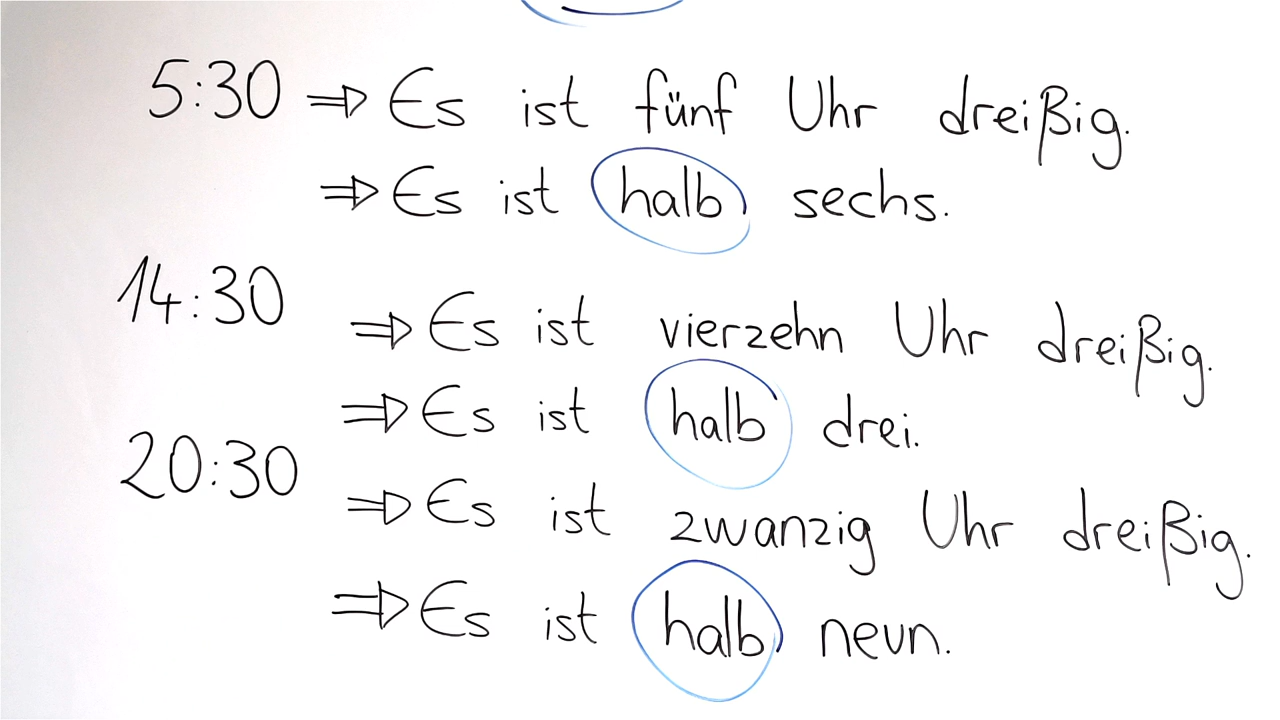 5:30 ⇒ Es ist fünf Uhr dreißig.
⇒ Es ist halb sechs.
14:30 ⇒ Es ist vierzehn Uhr dreißig.
⇒ Es ist halb drei.
20:30 ⇒ Es ist zwanzig Uhr dreißig.
⇒ Es ist halb neun.